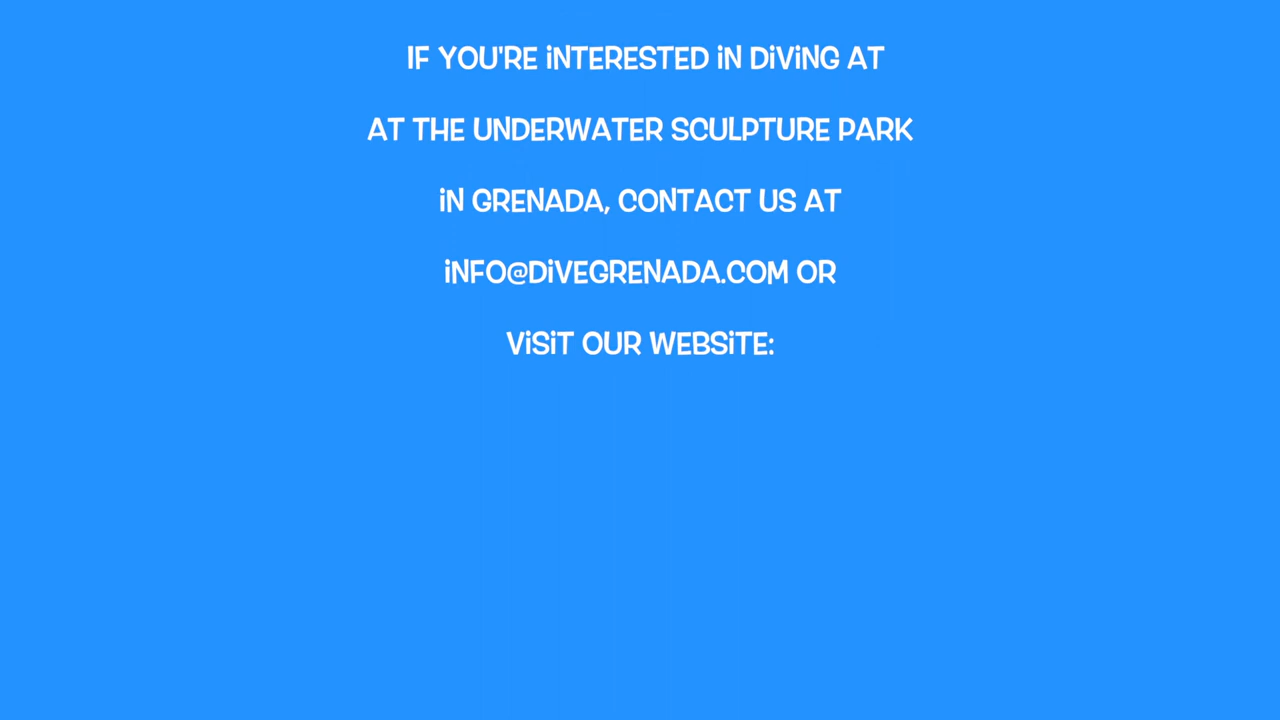 IF YOU'RE iNTERESTED iN DiViNG AT
AT THE UNDERWATER SCULPTURE PARK
iN GRENADA, CONTACT US AT
iNFO@DiVEGRENADA.COM OR
ViSiT OUR WEBSiTE: